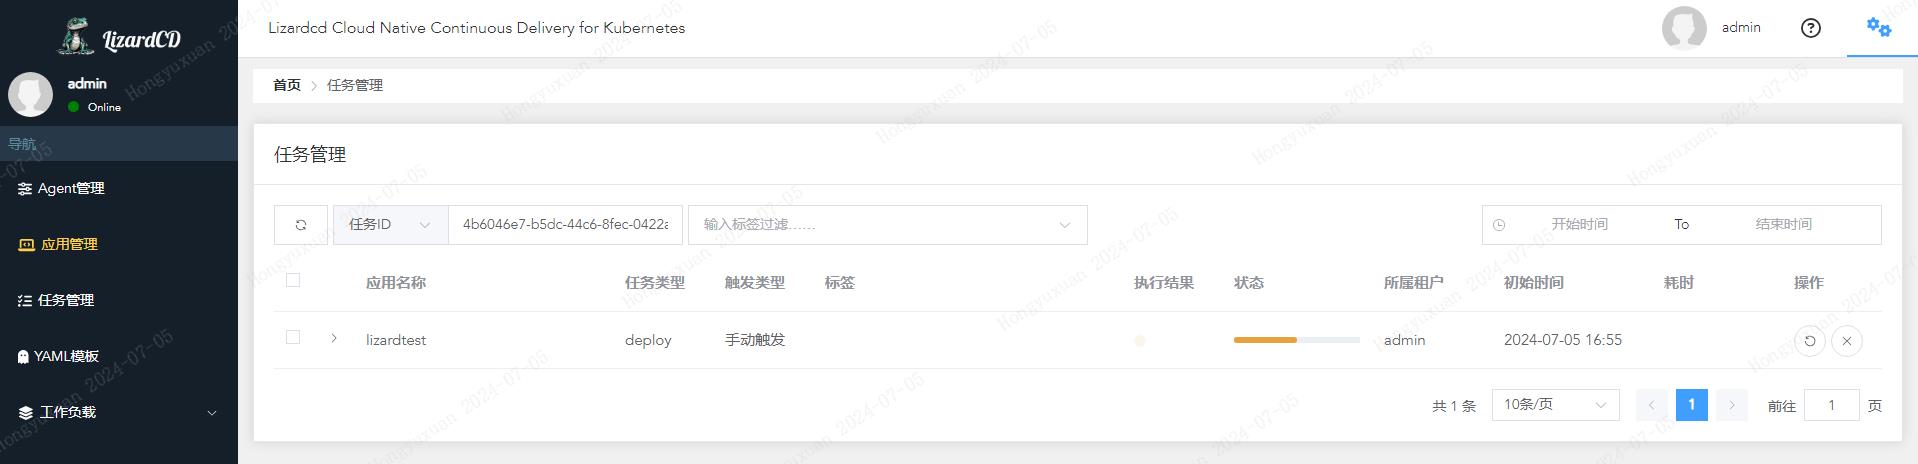 LizardCD
Lizardcd Cloud Native Continuous Delivery for Kubernetes
admin
admin
Online
首页 > 任务管理
导航
Agent管理
应用管理
任务管理
YAML模板
工作负载
任务管理
任务ID
4b6046e7-b5dc-44c6-8fec-0422a
输入标签过滤......
开始时间 To 结束时间
应用名称 任务类型 触发类型 标签 执行结果 状态 所属租户 初始时间 耗时 操作
lizardtest deploy 手动触发 admin 2024-07-05 16:55
共 1 条 10条/页 1 前往 1 页
Hongyuxuan 2024-07-05